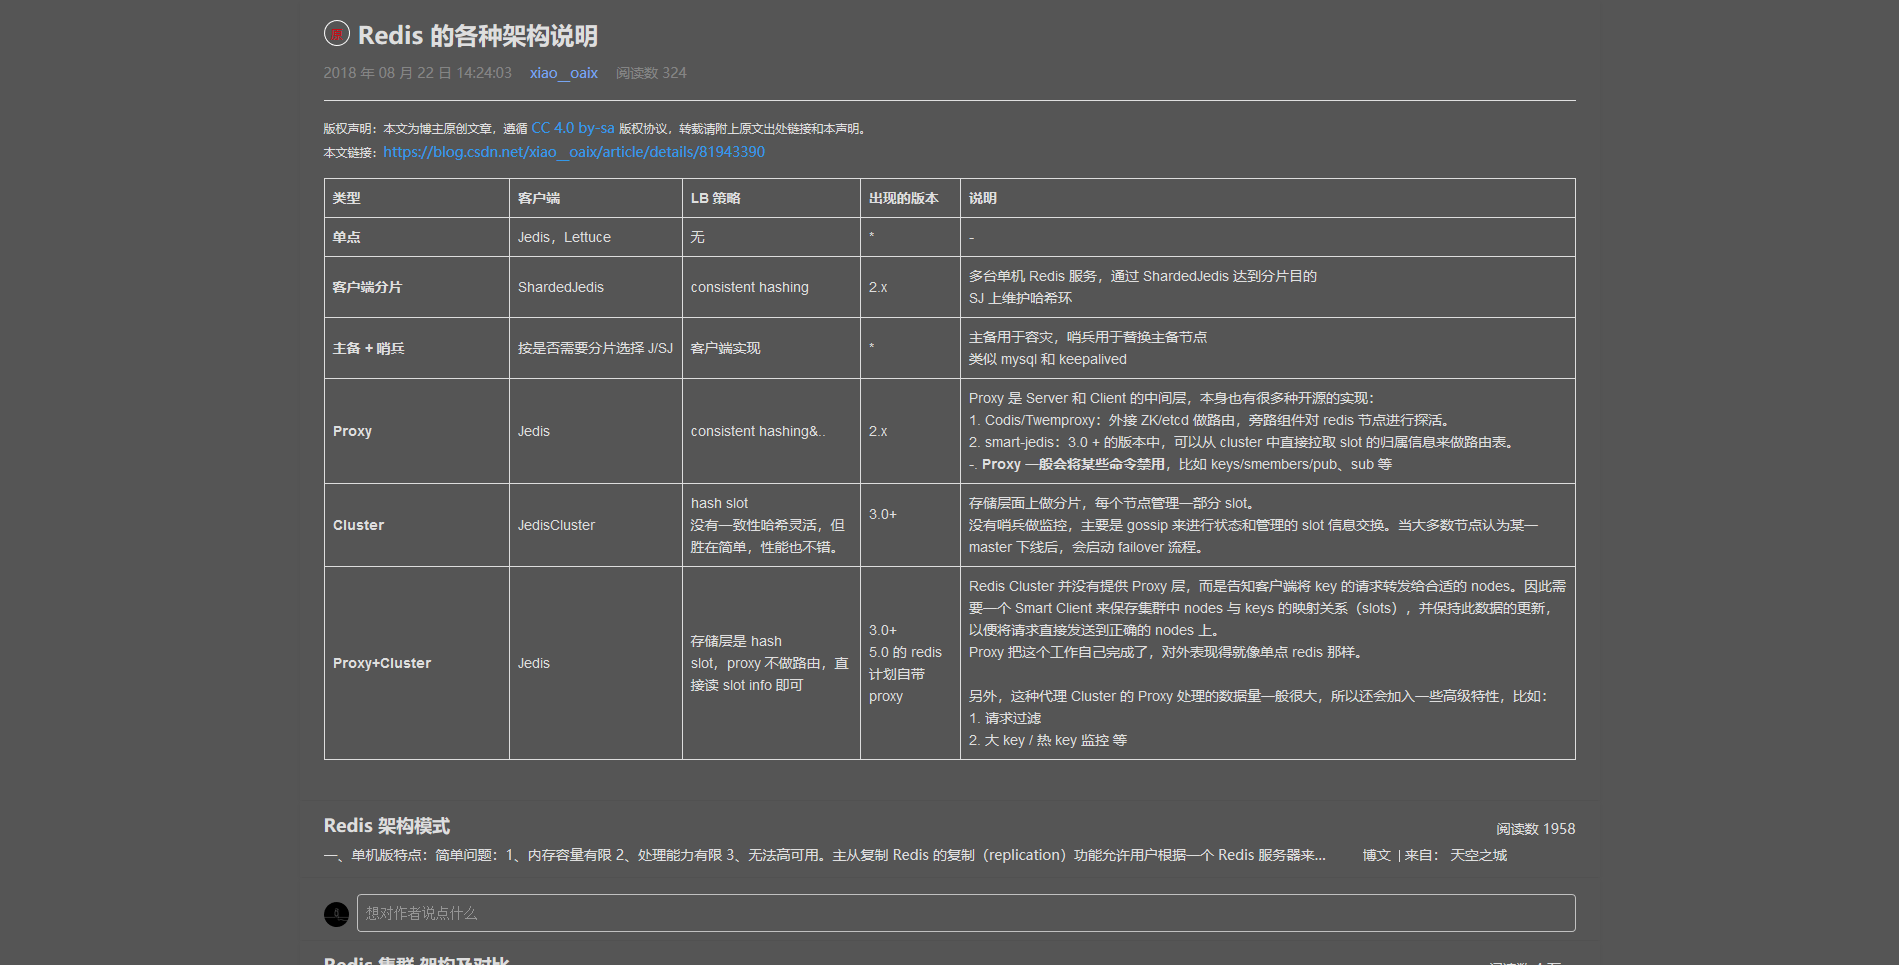 Redis 的各种架构说明
2018 年 08 月 22 日 14:24:03 xiao__oaix 阅读数 324
版权声明：本文为博主原创文章，遵循 CC 4.0 by-sa 版权协议，转载请附上原文出处链接和本声明。
本文链接：https://blog.csdn.net/xiao__oaix/article/details/81943390
类型 客户端 LB 策略 出现的版本 说明
单点 Jedis，Lettuce 无 * -
客户端分片 ShardedJedis consistent hashing 2.x
多台单机 Redis 服务，通过 ShardedJedis 达到分片目的
SJ 上维护哈希环
主备 + 哨兵 按是否需要分片选择 J/SJ 客户端实现 *
主备用于容灾，哨兵用于替换主备节点
类似 mysql 和 keepalived
Proxy Jedis consistent hashing&.. 2.x
Proxy 是 Server 和 Client 的中间层，本身也有很多种开源的实现：
1. Codis/Twemproxy：外接 ZK/etcd 做路由，旁路组件对 redis 节点进行探活。
2. smart-jedis：3.0 + 的版本中，可以从 cluster 中直接拉取 slot 的归属信息来做路由表。
-. Proxy 一般会将某些命令禁用，比如 keys/smembers/pub、sub 等
Cluster JedisCluster
hash slot
没有一致性哈希灵活，但
胜在简单，性能也不错。
3.0+
存储层面上做分片，每个节点管理一部分 slot。
没有哨兵做监控，主要是 gossip 来进行状态和管理的 slot 信息交换。当大多数节点认为某一
master 下线后，会启动 failover 流程。
Proxy+Cluster Jedis
存储层是 hash
slot，proxy 不做路由，直
接读 slot info 即可
3.0+
5.0 的 redis
计划自带
proxy
Redis Cluster 并没有提供 Proxy 层，而是告知客户端将 key 的请求转发给合适的 nodes。因此需
要一个 Smart Client 来保存集群中 nodes 与 keys 的映射关系（slots），并保持此数据的更新，
以便将请求直接发送到正确的 nodes 上。
Proxy 把这个工作自己完成了，对外表现得就像单点 redis 那样。
另外，这种代理 Cluster 的 Proxy 处理的数据量一般很大，所以还会加入一些高级特性，比如：
1. 请求过滤
2. 大 key / 热 key 监控 等
Redis 架构模式 阅读数 1958
一、单机版特点：简单问题：1、内存容量有限 2、处理能力有限 3、无法高可用。主从复制 Redis 的复制（replication）功能允许用户根据一个 Redis 服务器来... 博文 | 来自： 天空之城
想对作者说点什么
Redis 集群 架构及对比